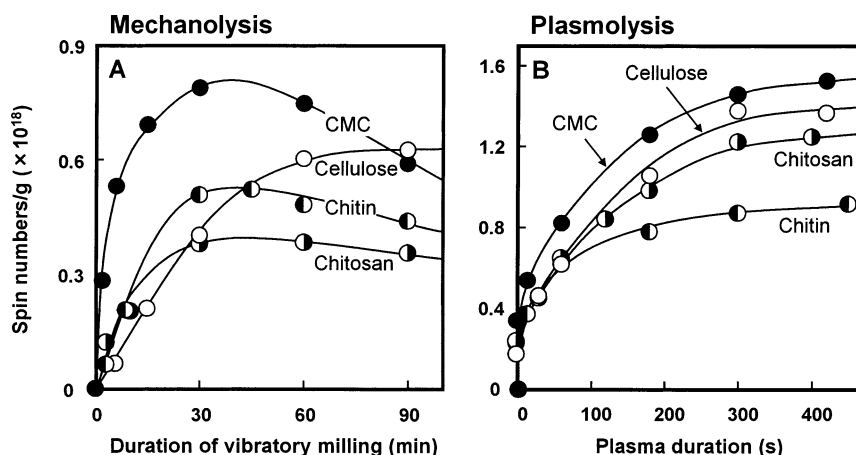 Mechanolysis
A
0.9
0.6
0.3
0
Spin numbers/g (×10¹⁸)
CMC
Cellulose
Chitin
Chitosan
0 30 60 90
Duration of vibratory milling (min)
Plasmolysis
B
1.6
1.2
0.8
0.4
0
Cellulose
CMC
Chitosan
Chitin
0 100 200 300 400
Plasma duration (s)